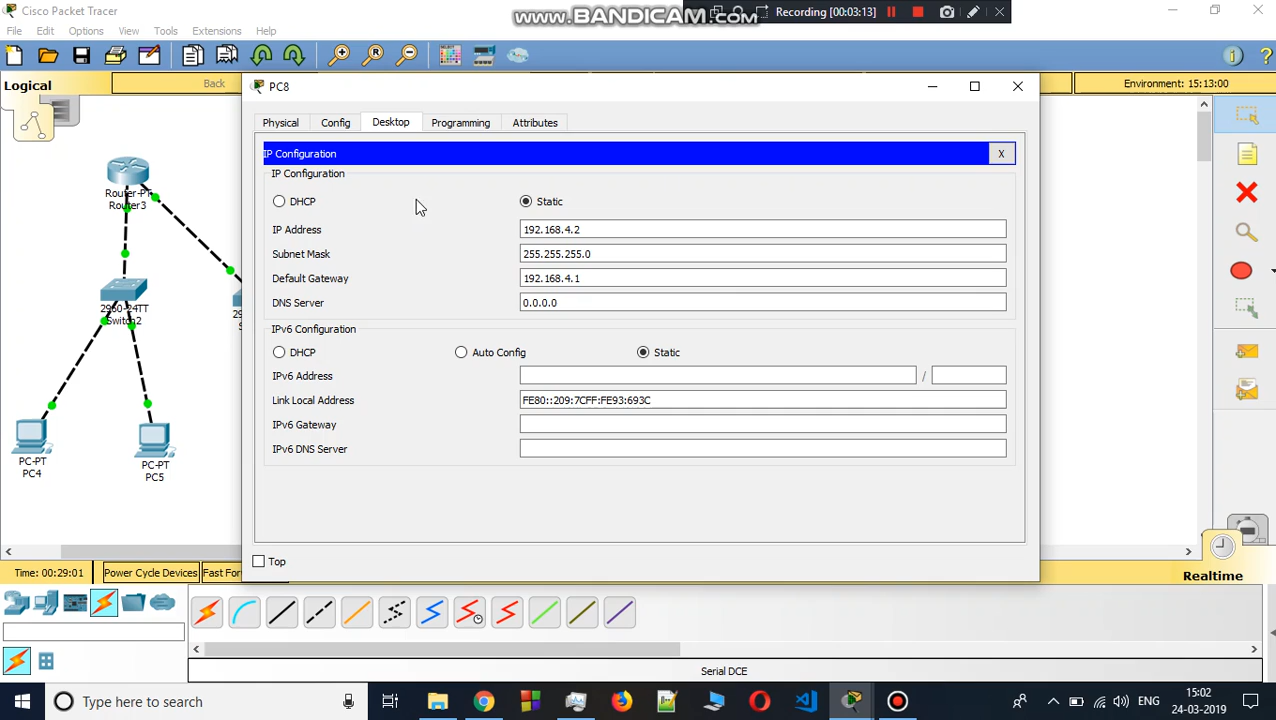 Cisco Packet Tracer
www.BANDICAM.com
Recording [00:03:13]
File Edit Options View Tools Extensions Help
Logical
Back
Environment: 15:13:00
PC8
Physical Config Desktop Programming Attributes
IP Configuration
X
IP Configuration
DHCP
Static
IP Address
192.168.4.2
Subnet Mask
255.255.255.0
Default Gateway
192.168.4.1
DNS Server
0.0.0.0
IPv6 Configuration
DHCP
Auto Config
Static
IPv6 Address
/
Link Local Address
FE80::209:7CFF:FE93:693C
IPv6 Gateway
IPv6 DNS Server
Top
Router-PT
Router3
2960-24TT
Switch2
PC-PT
PC4
PC-PT
PC5
Time: 00:29:01
Power Cycle Devices
Realtime
Serial DCE
Type here to search
ENG
15:02
24-03-2019